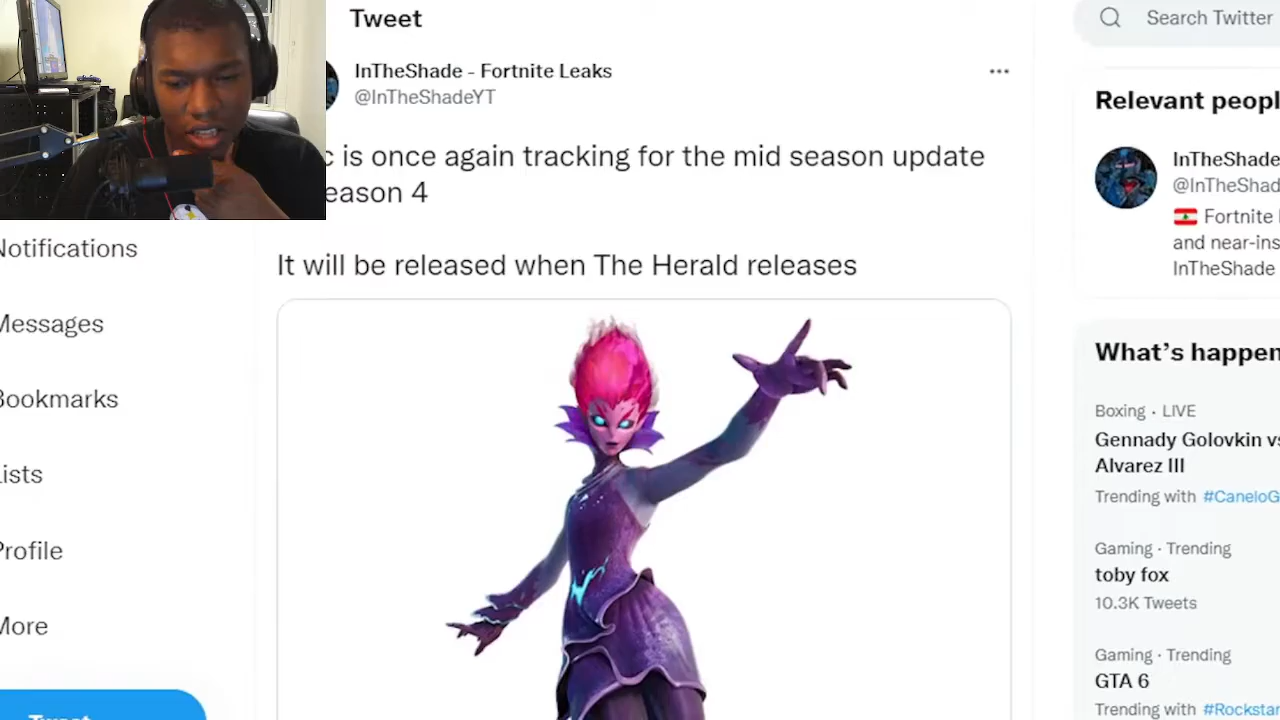 Tweet
InTheShade - Fortnite Leaks
@InTheShadeYT
c is once again tracking for the mid season update
eason 4
It will be released when The Herald releases
Notifications
Messages
Bookmarks
Lists
Profile
More
Tweet
Search Twitter
Relevant peopl
InTheShade
@InTheShad
Fortnite
and near-ins
InTheShade
What's happen
Boxing · LIVE
Gennady Golovkin vs
Alvarez III
Trending with #CaneloG
Gaming · Trending
toby fox
10.3K Tweets
Gaming · Trending
GTA 6
Trending with #Rockstar